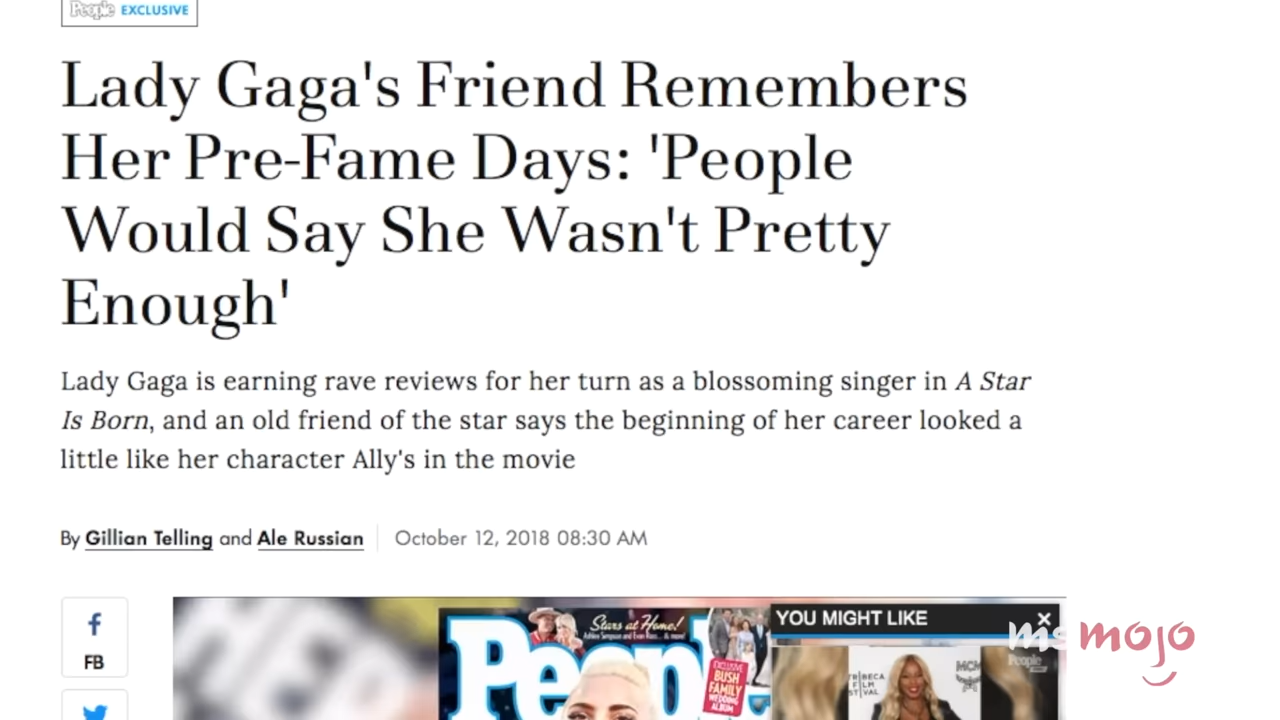 People EXCLUSIVE
Lady Gaga's Friend Remembers
Her Pre-Fame Days: 'People
Would Say She Wasn't Pretty
Enough'
Lady Gaga is earning rave reviews for her turn as a blossoming singer in A Star
Is Born, and an old friend of the star says the beginning of her career looked a
little like her character Ally's in the movie
By Gillian Telling and Ale Russian
October 12, 2018 08:30 AM
FB
Stars at Home!
People
EXCLUSIVE
BUSH
FAMILY
WEDDING
ALBUM
YOU MIGHT LIKE
People
MCM
msmojo